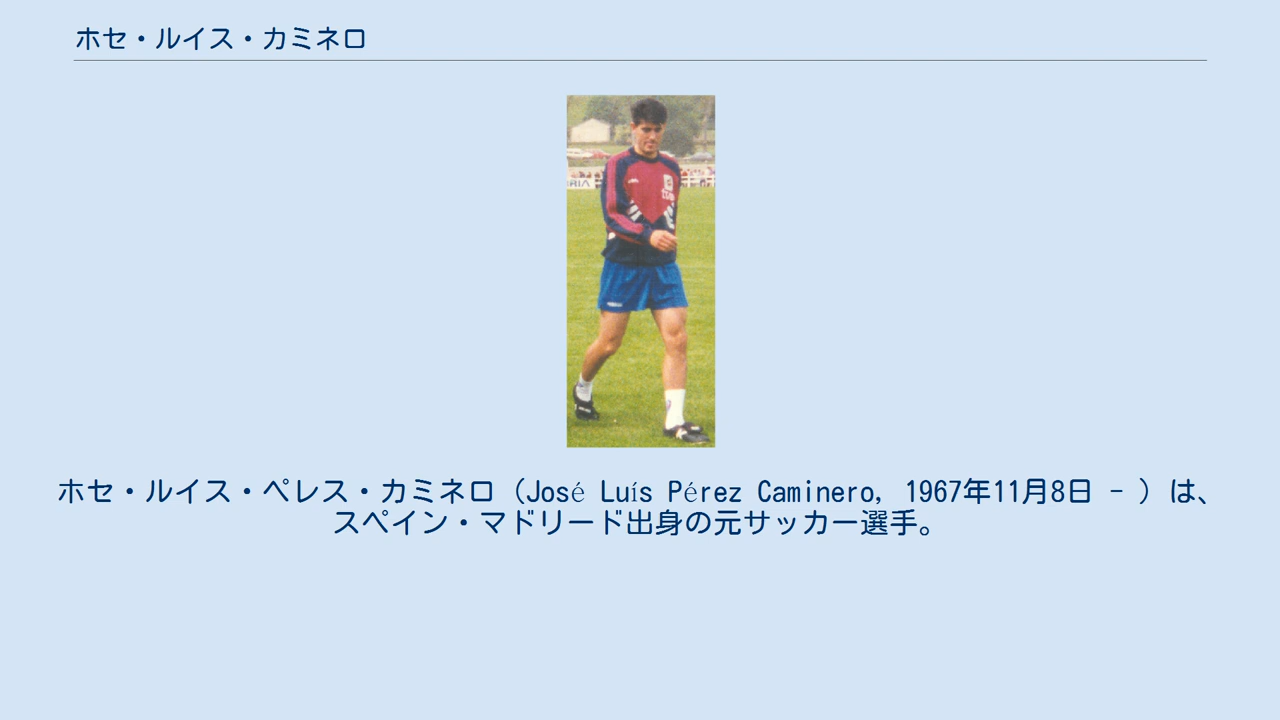 ホセ・ルイス・カミネロ
ホセ・ルイス・ペレス・カミネロ（José Luís Pérez Caminero, 1967年11月8日 - ）は、
スペイン・マドリード出身の元サッカー選手。